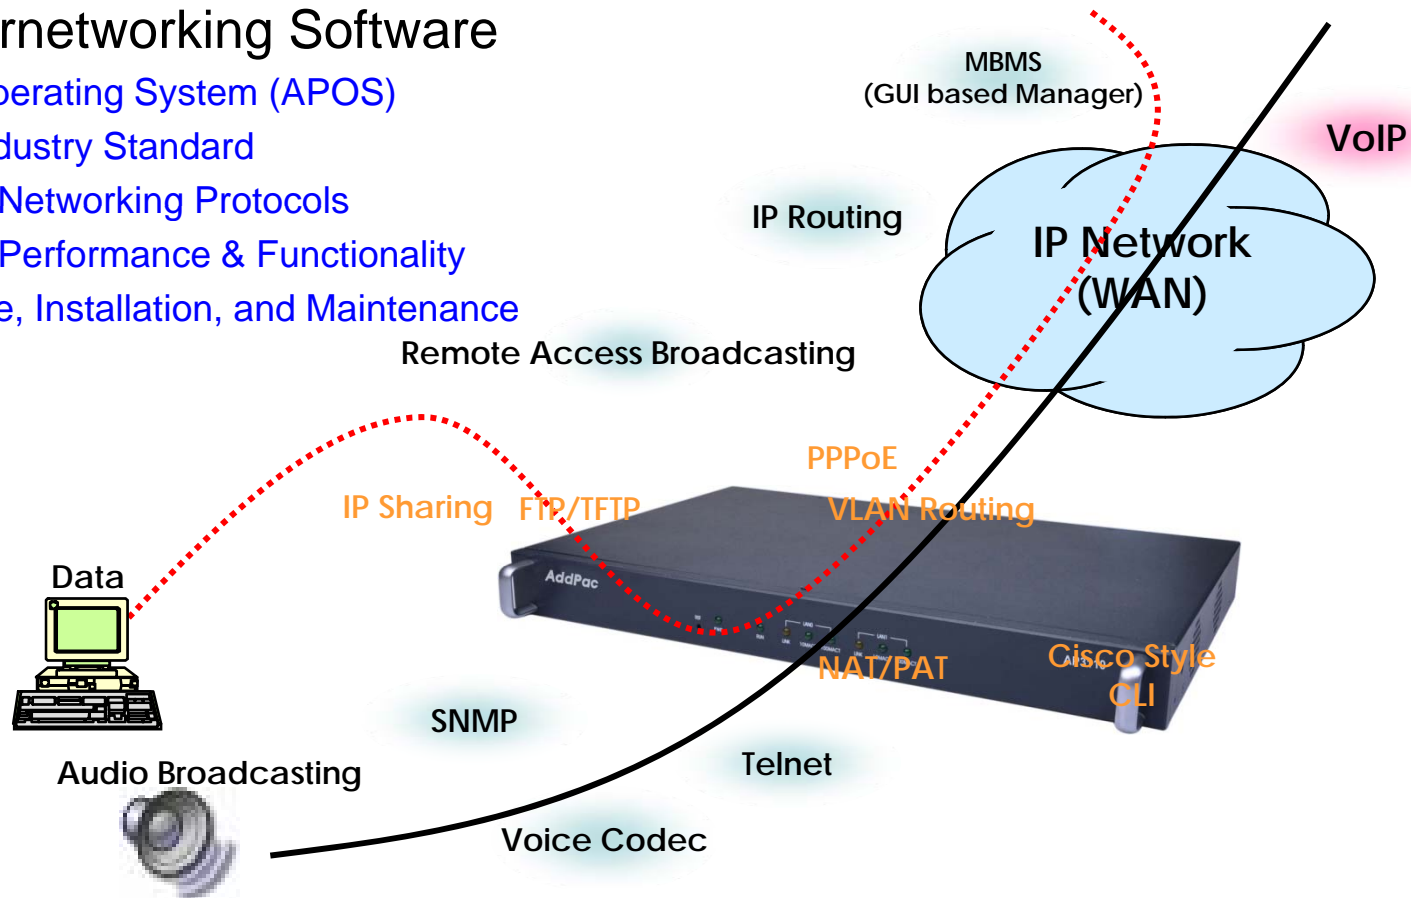 rnetworking Software
perating System (APOS)
dustry Standard
Networking Protocols
Performance & Functionality
e, Installation, and Maintenance
MBMS
(GUI based Manager)
VoIP
IP Routing
IP Network
(WAN)
Remote Access Broadcasting
PPPoE
IP Sharing
FTP/TFTP
VLAN Routing
Data
AddPac
NAT/PAT
Cisco Style
CLI
SNMP
Telnet
Audio Broadcasting
Voice Codec